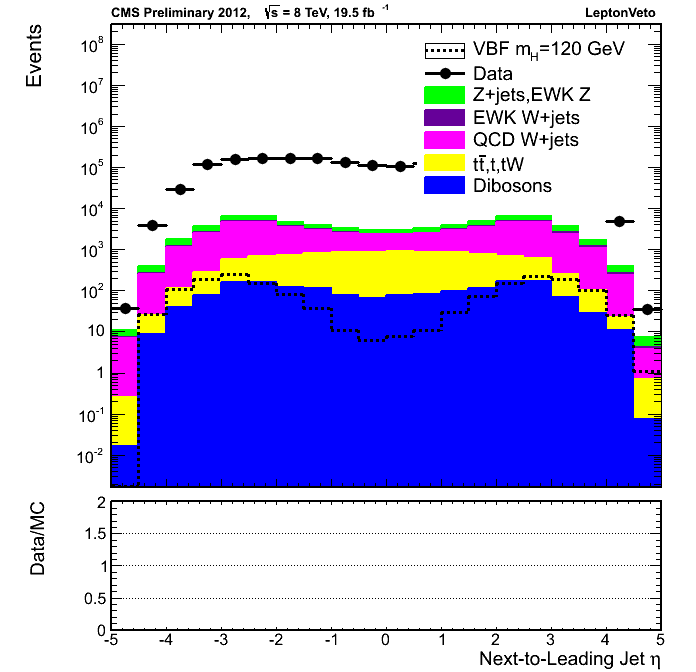 CMS Preliminary 2012, √s = 8 TeV, 19.5 fb⁻¹ LeptonVeto
Events
10⁸
10⁷
10⁶
10⁵
10⁴
10³
10²
10
1
10⁻¹
10⁻²
VBF m_H=120 GeV
Data
Z+jets,EWK Z
EWK W+jets
QCD W+jets
tt̄,t,tW
Dibosons
Data/MC
2
1.5
1
0.5
0
-5 -4 -3 -2 -1 0 1 2 3 4 5
Next-to-Leading Jet η